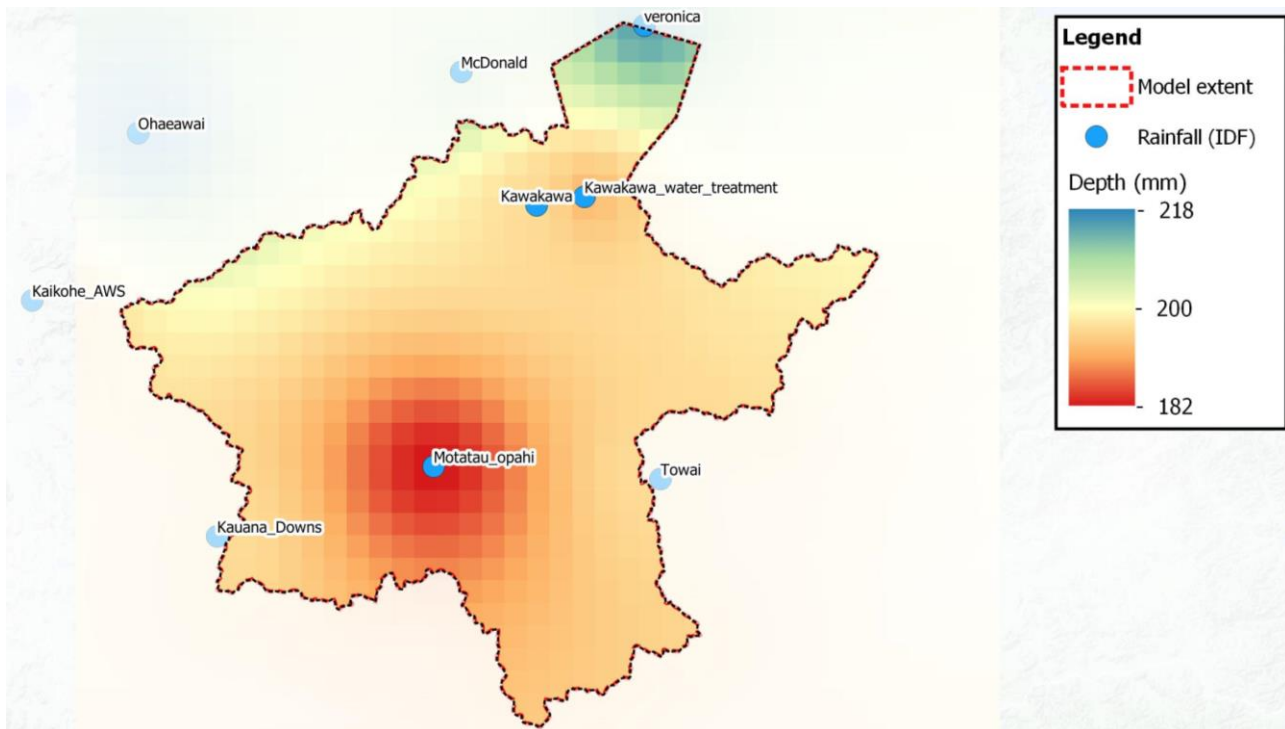 veronica
McDonald
Ohaeawai
Kawakawa
Kawakawa_water_treatment
Kaikohe_AWS
Motatau_opahi
Towai
Kauana_Downs
Legend
Model extent
Rainfall (IDF)
Depth (mm)
218
200
182